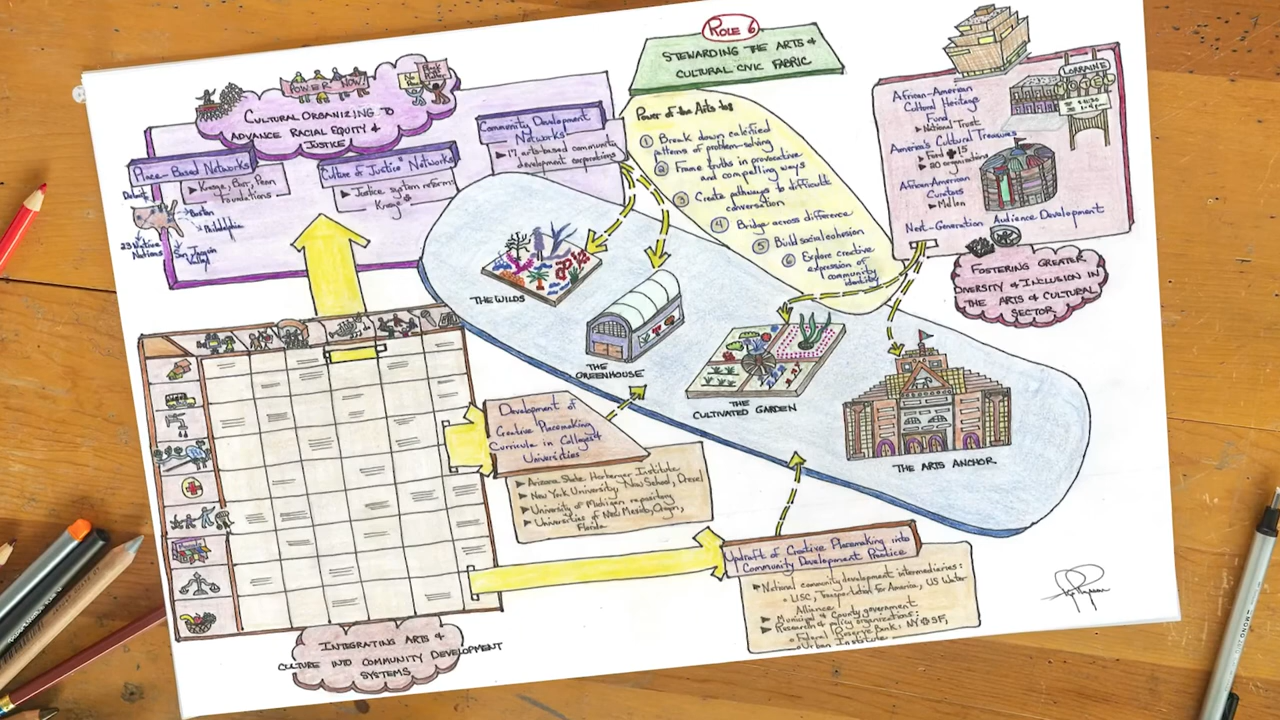 ROLE 6
STEWARDING THE ARTS &
CULTURAL CIVIC FABRIC
POWER NOW!
CULTURAL ORGANIZING TO
ADVANCE RACIAL EQUITY &
JUSTICE
Place-Based Networks
▸ Kresge, Barr, Penn
foundations
Detroit
Boston
Philadelphia
San Joaquin
23 Native
Nations
"Culture of Justice" Networks
▸ Justice system reform:
Kresge
Community Development
Networks
▸ 17 arts-based community
development corporations
Power of the Arts to:
1 Break down calcified
patterns of problem-solving
2 Frame truths in provocative
and compelling ways
3 Create pathways to difficult
conversation
4 Bridge across difference
5 Build social cohesion
6 Explore creative
expression of
community
identity
LORRAINE
African-American
Cultural Heritage
Fund
▸ National Trust
America's Cultural Treasures
▸ Ford + 15
▸ 20 organizations
African-American
Curators
▸ Mellon
Next-Generation Audience Development
FOSTERING GREATER
DIVERSITY & INCLUSION IN
THE ARTS & CULTURAL
SECTOR
THE WILDS
THE
GREENHOUSE
THE
CULTIVATED GARDEN
THE ARTS ANCHOR
Development of
Creative Placemaking
Curricula in Colleges &
Universities
▸ Arizona State Herberger Institute
▸ New York University, New School, Drexel
▸ University of Michigan repository
▸ Universities of New Mexico, Oregon,
Florida
Updraft of Creative Placemaking into
Community Development Practice
▸ National community development intermediaries:
• LISC, Transportation For America, US Water
Alliance
▸ Municipal & County government
▸ Research & policy organizations:
• Federal Reserve Bank: NY & SF,
• Urban Institute
INTEGRATING ARTS &
CULTURE INTO COMMUNITY DEVELOPMENT
SYSTEMS